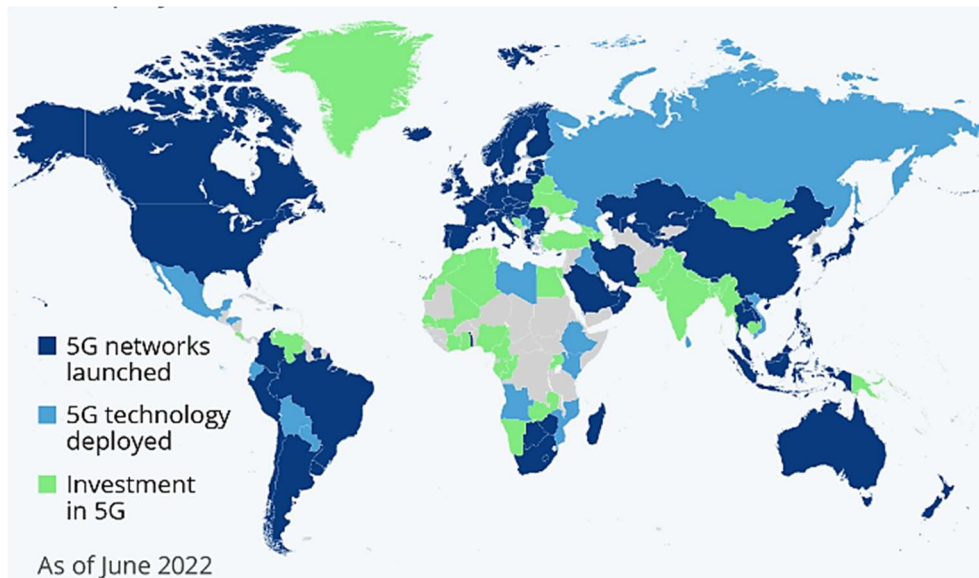 5G networks
launched
5G technology
deployed
Investment
in 5G
As of June 2022